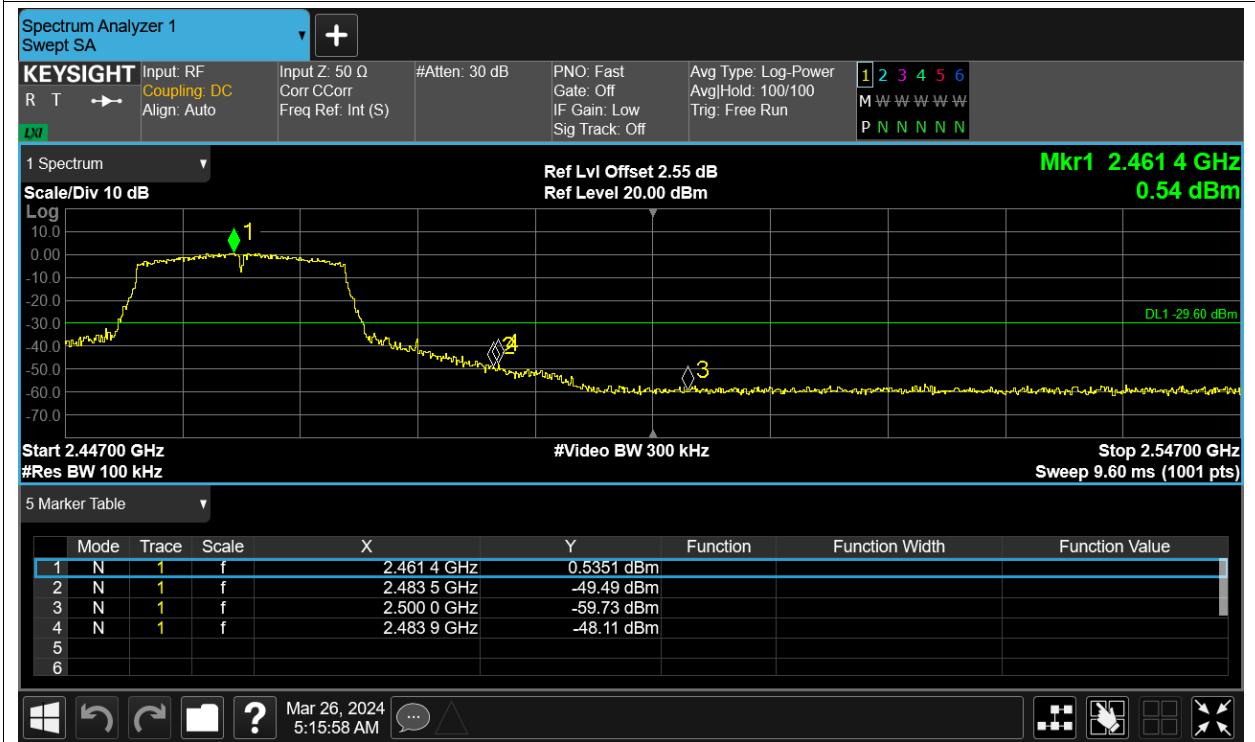 Spectrum Analyzer 1
Swept SA
KEYSIGHT Input: RF Input Z: 50 Ω #Atten: 30 dB PNO: Fast Avg Type: Log-Power 1 2 3 4 5 6
R T Coupling: DC Corr CCorr Gate: Off Avg|Hold: 100/100 M W W W W W
Align: Auto Freq Ref: Int (S) IF Gain: Low Trig: Free Run
LXI Sig Track: Off P N N N N N
1 Spectrum Ref Lvl Offset 2.55 dB Mkr1 2.461 4 GHz
Scale/Div 10 dB Ref Level 20.00 dBm 0.54 dBm
Log
10.0
1
0.00
-10.0
-20.0
DL1 -29.60 dBm
-30.0
-40.0
2 4
-50.0
3
-60.0
-70.0
Start 2.44700 GHz #Video BW 300 kHz Stop 2.54700 GHz
#Res BW 100 kHz Sweep 9.60 ms (1001 pts)
5 Marker Table
Mode Trace Scale X Y Function Function Width Function Value
1 N 1 f 2.461 4 GHz 0.5351 dBm
2 N 1 f 2.483 5 GHz -49.49 dBm
3 N 1 f 2.500 0 GHz -59.73 dBm
4 N 1 f 2.483 9 GHz -48.11 dBm
5
6
? Mar 26, 2024
5:15:58 AM